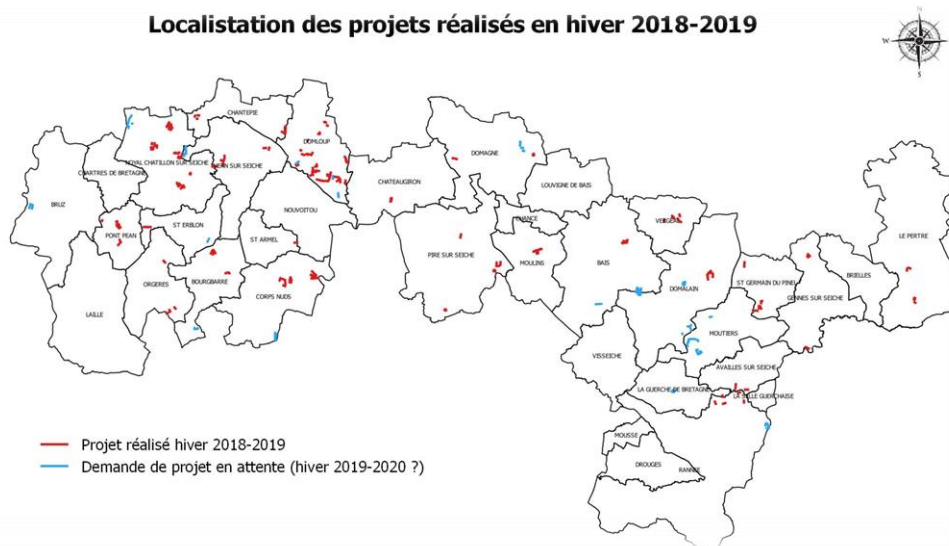 Localistation des projets réalisés en hiver 2018-2019
N
W
S
CHANTEPIE
DOMLOUP
NOYAL CHATILLON SUR SEICHE
SUR SEICHE
CHARTRES DE BRETAGNE
BRUZ
DOMAGNE
CHATEAUGIRON
LOUVIGNE DE BAIS
NOUVOITOU
ST ERBLON
PONT PEAN
ST ARMEL
CHANCE
VERGEAL
LE PERTRE
PIRE SUR SEICHE
MOULINS
BAIS
ORGERES
BOURGBARRE
CORPS NUDS
DOMALAIN
ST GERMAIN DU PINEL
BRIELLES
GENNES SUR SEICHE
LAILLE
MOUTIERS
VISSEICHE
AVAILLES SUR SEICHE
LA GUERCHE DE BRETAGNE
LA SELLE GUERCHAISE
MOUSSE
DROUGES
RANNEE
Projet réalisé hiver 2018-2019
Demande de projet en attente (hiver 2019-2020 ?)